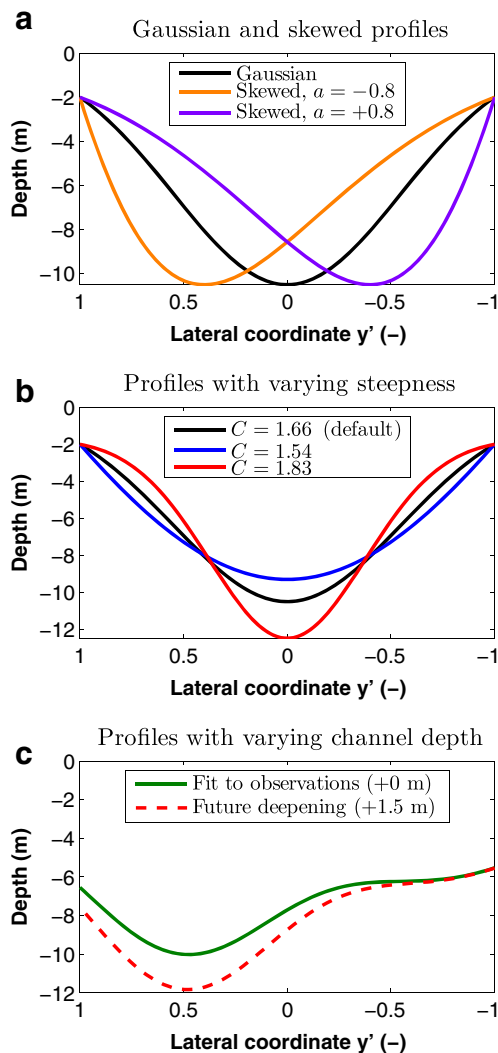 a
Gaussian and skewed profiles
0
−2
−4
−6
−8
−10
Depth (m)
Gaussian
Skewed, a = −0.8
Skewed, a = +0.8
1 0.5 0 −0.5 −1
Lateral coordinate y’ (−)
b
Profiles with varying steepness
0
−2
−4
−6
−8
−10
−12
Depth (m)
C = 1.66 (default)
C = 1.54
C = 1.83
1 0.5 0 −0.5 −1
Lateral coordinate y’ (−)
c
Profiles with varying channel depth
0
−2
−4
−6
−8
−10
−12
Depth (m)
Fit to observations (+0 m)
Future deepening (+1.5 m)
1 0.5 0 −0.5 −1
Lateral coordinate y’ (−)